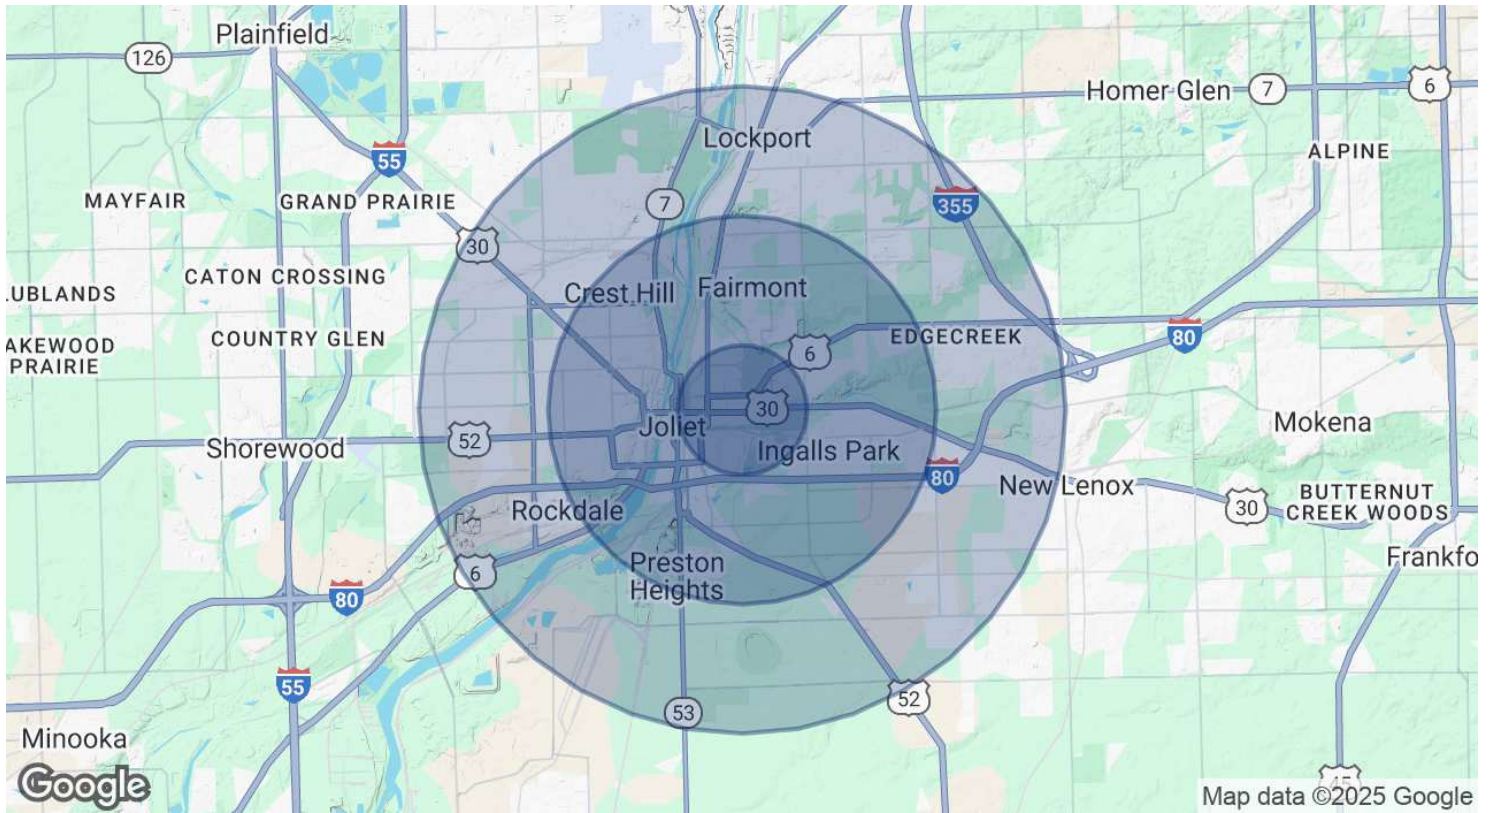 Plainfield
126
Homer Glen
7
6
Lockport
55
ALPINE
MAYFAIR
GRAND PRAIRIE
7
355
30
CATON CROSSING
Crest Hill
Fairmont
LUBLANDS
COUNTRY GLEN
6
EDGECREEK
80
AKEWOOD
PRAIRIE
30
Joliet
52
Shorewood
Ingalls Park
Mokena
80
New Lenox
30
BUTTERNUT
CREEK WOODS
Rockdale
Frankfo
Preston
Heights
6
80
55
53
52
Minooka
Google
45
Map data ©2025 Google